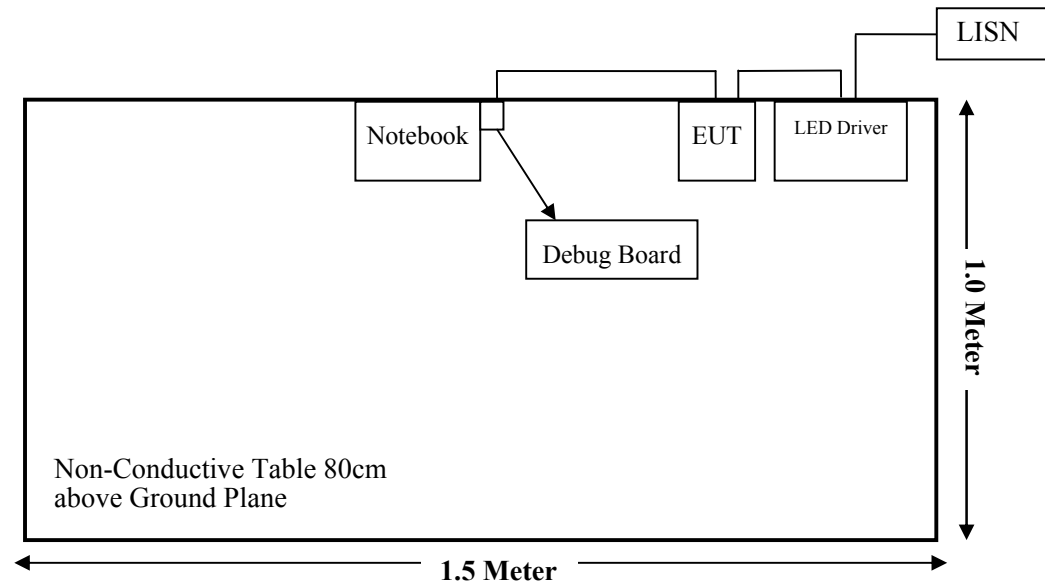 LISN
Notebook
EUT
LED Driver
Debug Board
1.0 Meter
Non-Conductive Table 80cm
above Ground Plane
1.5 Meter